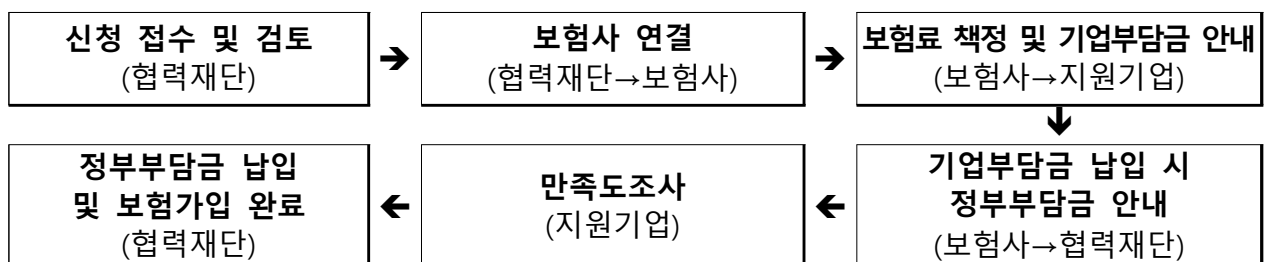 신청 접수 및 검토
(협력재단)
➔
보험사 연결
(협력재단→보험사)
➔
보험료 책정 및 기업부담금 안내
(보험사→지원기업)
🡻
기업부담금 납입 시
정부부담금 안내
(보험사→협력재단)
🡸
만족도조사
(지원기업)
🡸
정부부담금 납입
및 보험가입 완료
(협력재단)